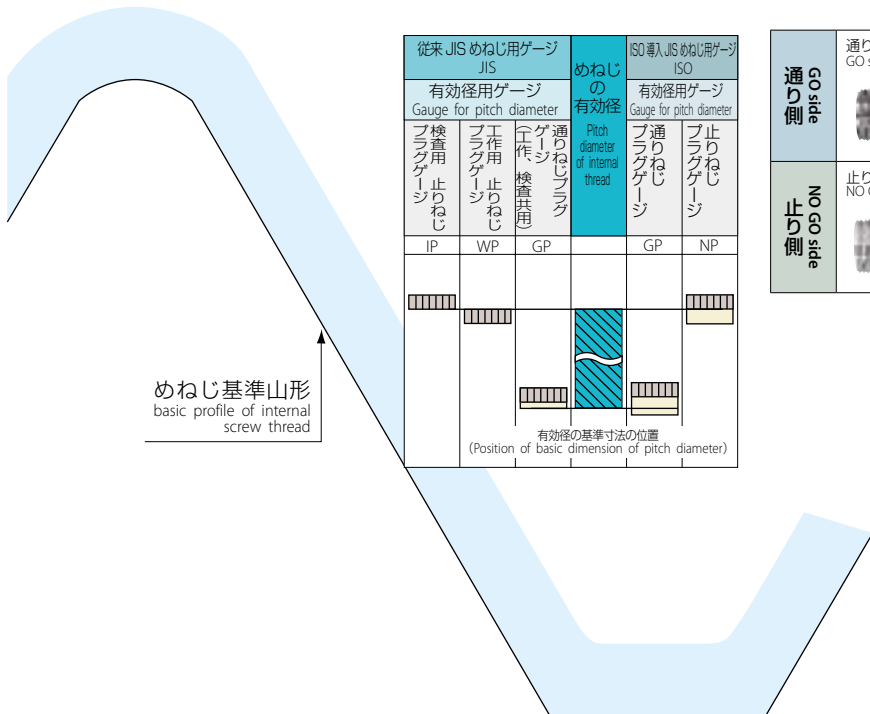 従来 JIS めねじ用ゲージ
JIS
有効径用ゲージ
Gauge for pitch diameter
検査用 止りねじ
プラグゲージ
工作用 止りねじ
プラグゲージ
通りねじプラグ
ゲージ
(工作、検査共用)
めねじ
の
有効径
Pitch
diameter
of internal
thread
ISO 導入 JIS めねじ用ゲージ
ISO
有効径用ゲージ
Gauge for pitch diameter
通りねじ
プラグゲージ
止りねじ
プラグゲージ
IP WP GP GP NP
有効径の基準寸法の位置
(Position of basic dimension of pitch diameter)
めねじ基準山形
basic profile of internal
screw thread
GO side
通り側
通り
GO
NO GO side
止り側
止り
NO